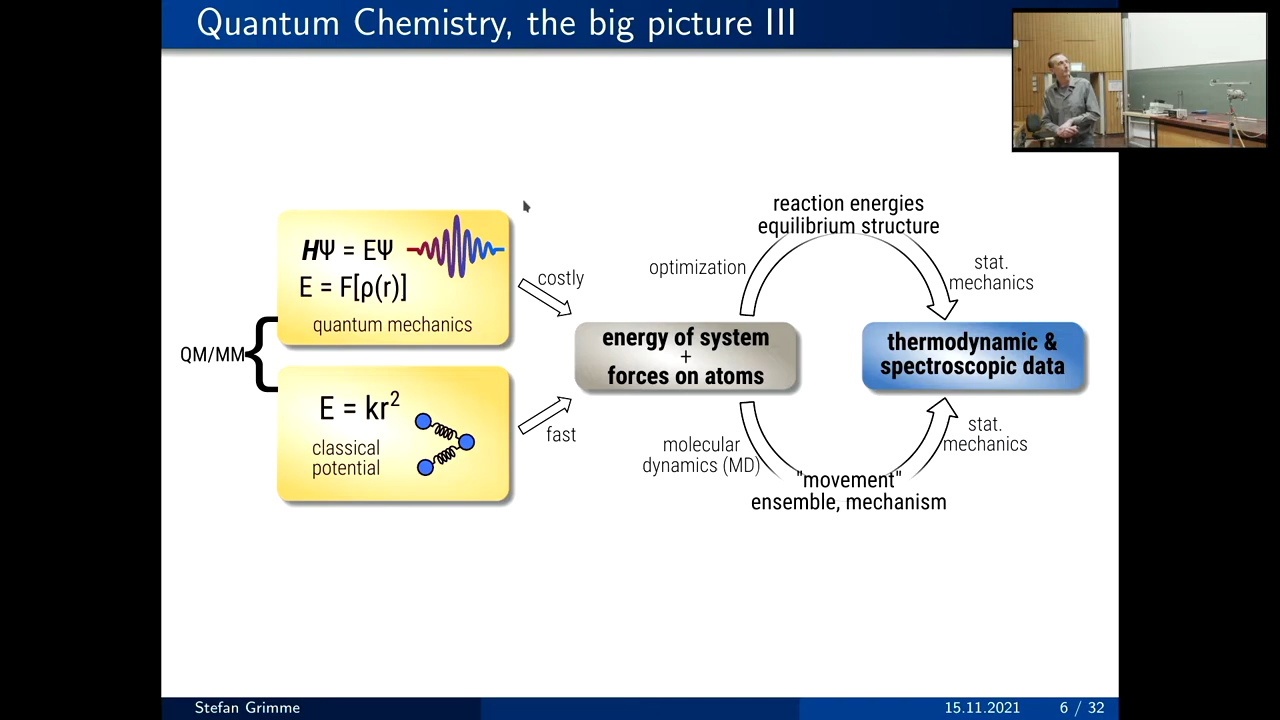 Quantum Chemistry, the big picture III
HΨ = EΨ
E = F[ρ(r)]
quantum mechanics
QM/MM
E = kr²
classical
potential
costly
fast
energy of system
+
forces on atoms
optimization
reaction energies
equilibrium structure
stat.
mechanics
thermodynamic &
spectroscopic data
molecular
dynamics (MD)
"movement"
ensemble, mechanism
stat.
mechanics
Stefan Grimme
15.11.2021
6 / 32